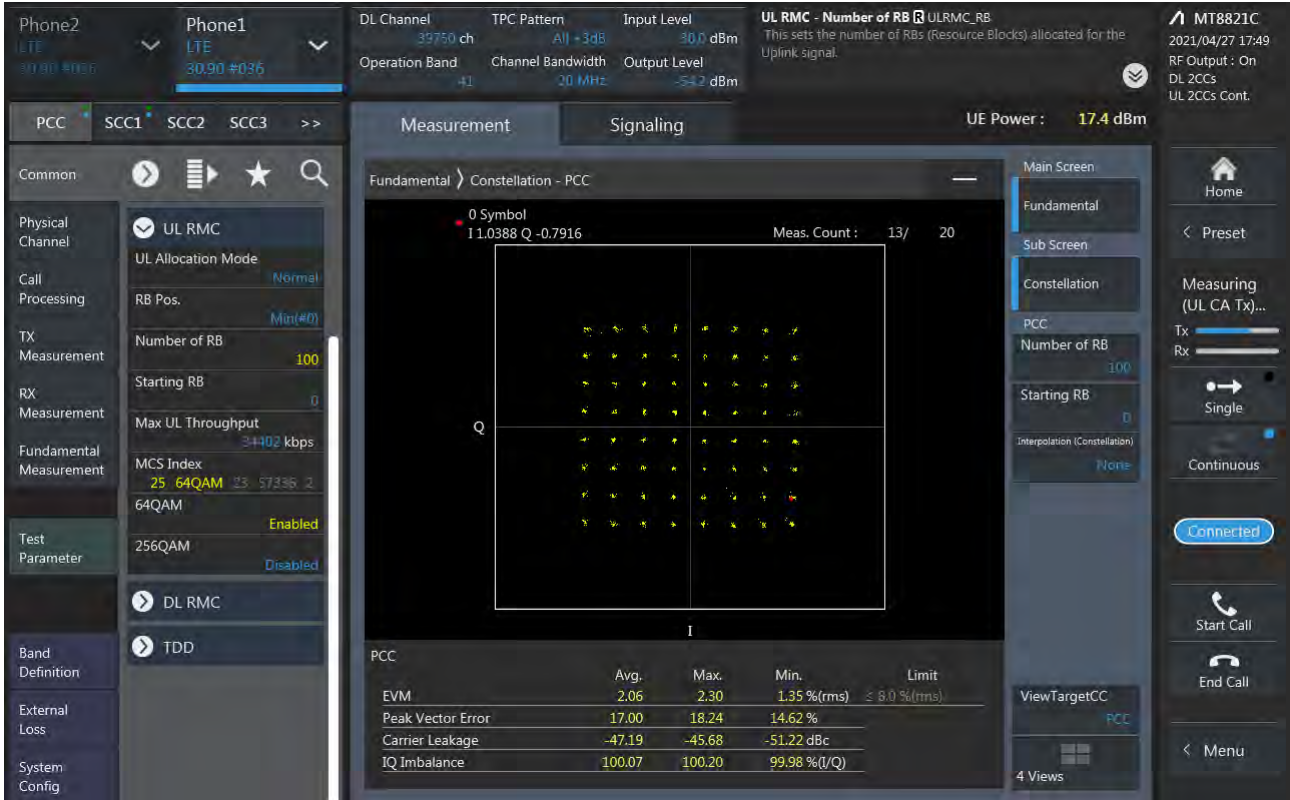 Phone2
LTE
30.90 #036
Phone1
LTE
30.90 #036
DL Channel
39750 ch
TPC Pattern
All +3dB
Input Level
30.0 dBm
Operation Band
41
Channel Bandwidth
20 MHz
Output Level
-54.2 dBm
UL RMC - Number of RB R ULRMC_RB
This sets the number of RBs (Resource Blocks) allocated for the
Uplink signal.
MT8821C
2021/04/27 17:49
RF Output : On
DL 2CCs
UL 2CCs Cont.
PCC SCC1 SCC2 SCC3 >>
Measurement
Signaling
UE Power : 17.4 dBm
Common
Physical
Channel
Call
Processing
TX
Measurement
RX
Measurement
Fundamental
Measurement
Test
Parameter
Band
Definition
External
Loss
System
Config
UL RMC
UL Allocation Mode
Normal
RB Pos.
Min(#0)
Number of RB
100
Starting RB
0
Max UL Throughput
34402 kbps
MCS Index
25 64QAM 23 57336 2
64QAM
Enabled
256QAM
Disabled
DL RMC
TDD
Fundamental > Constellation - PCC
0 Symbol
I 1.0388 Q -0.7916
Meas. Count : 13/ 20
Q
I
PCC
Avg. Max. Min. Limit
EVM 2.06 2.30 1.35 %(rms) ≤ 8.0 %(rms)
Peak Vector Error 17.00 18.24 14.62 %
Carrier Leakage -47.19 -45.68 -51.22 dBc
IQ Imbalance 100.07 100.20 99.98 %(I/Q)
Main Screen
Fundamental
Sub Screen
Constellation
PCC
Number of RB
100
Starting RB
0
Interpolation (Constellation)
None
ViewTargetCC
PCC
4 Views
Home
< Preset
Measuring
(UL CA Tx)...
Tx
Rx
Single
Continuous
Connected
Start Call
End Call
< Menu